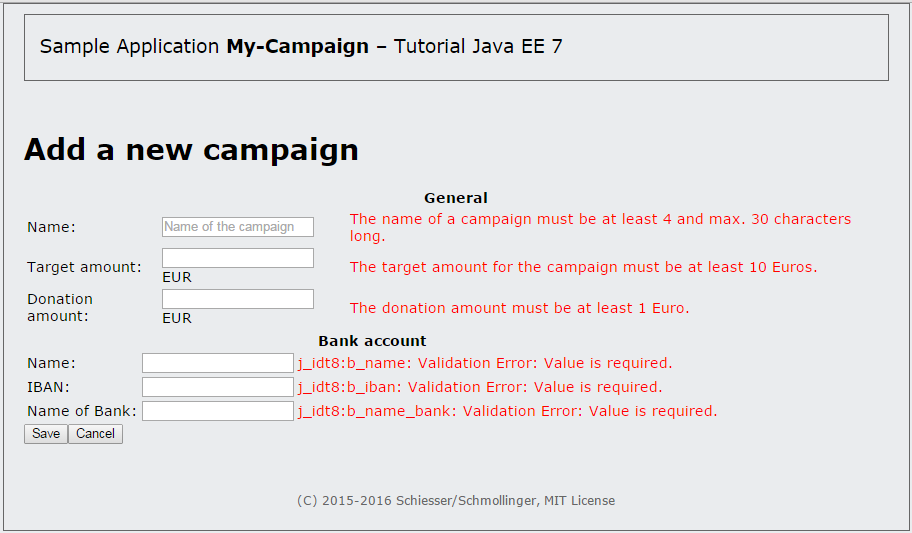 Sample Application My-Campaign – Tutorial Java EE 7
Add a new campaign
General
Name:
Name of the campaign
The name of a campaign must be at least 4 and max. 30 characters
long.
Target amount:
EUR
The target amount for the campaign must be at least 10 Euros.
Donation
amount:
EUR
The donation amount must be at least 1 Euro.
Bank account
Name:
j_idt8:b_name: Validation Error: Value is required.
IBAN:
j_idt8:b_iban: Validation Error: Value is required.
Name of Bank:
j_idt8:b_name_bank: Validation Error: Value is required.
Save Cancel
(C) 2015-2016 Schiesser/Schmollinger, MIT License